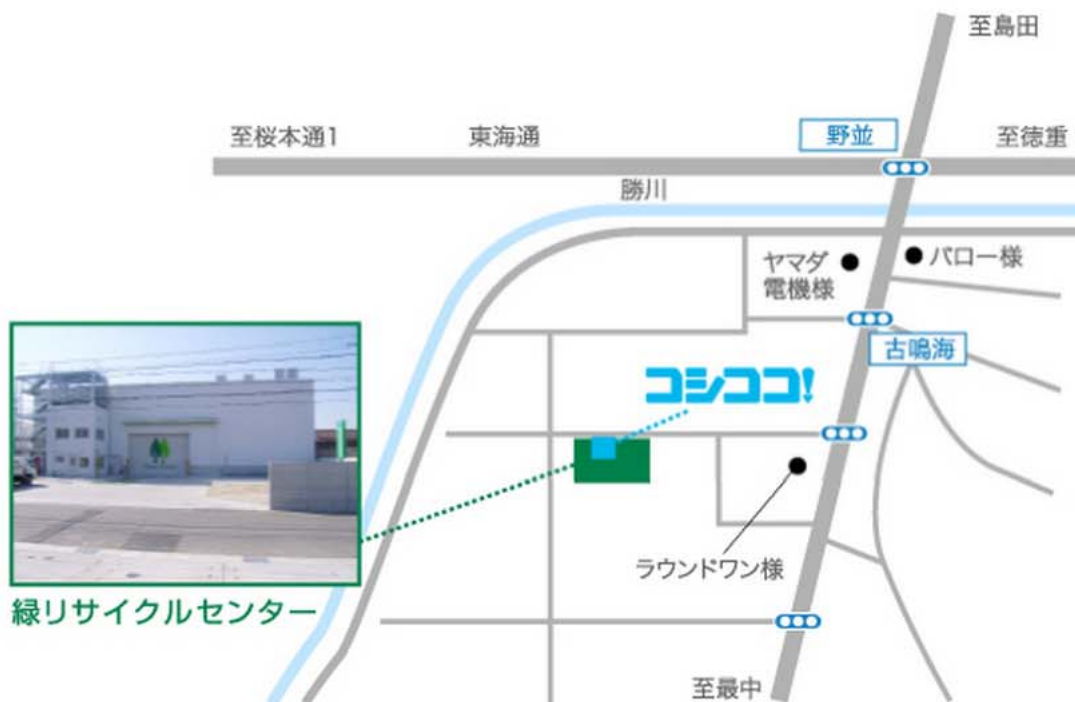 至島田
至桜本通1
東海通
野並
至徳重
勝川
ヤマダ
電機様
バロー様
古鳴海
コシココ!
ラウンドワン様
緑リサイクルセンター
至最中